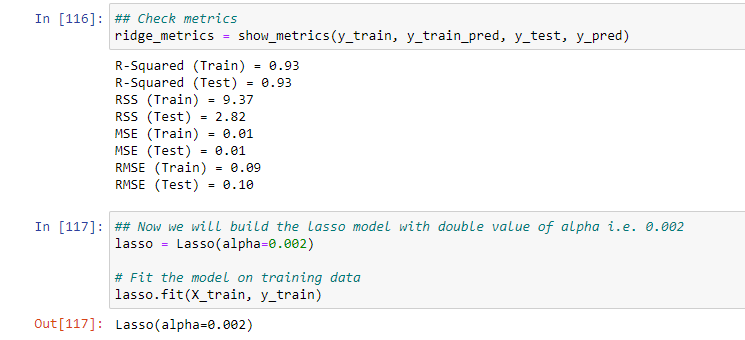 In [116]: ## Check metrics
ridge_metrics = show_metrics(y_train, y_train_pred, y_test, y_pred)
R-Squared (Train) = 0.93
R-Squared (Test) = 0.93
RSS (Train) = 9.37
RSS (Test) = 2.82
MSE (Train) = 0.01
MSE (Test) = 0.01
RMSE (Train) = 0.09
RMSE (Test) = 0.10
In [117]: ## Now we will build the lasso model with double value of alpha i.e. 0.002
lasso = Lasso(alpha=0.002)
# Fit the model on training data
lasso.fit(X_train, y_train)
Out[117]: Lasso(alpha=0.002)